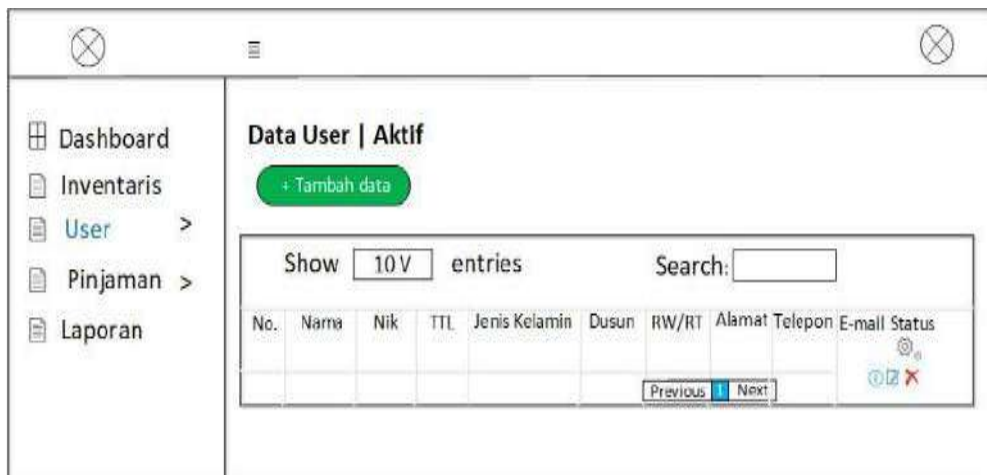 Dashboard
Inventaris
User >
Pinjaman >
Laporan
Data User | Aktif
+ Tambah data
Show 10 V entries Search:
No. Nama Nik TTL Jenis Kelamin Dusun RW/RT Alamat Telepon E-mail Status
Previous 1 Next